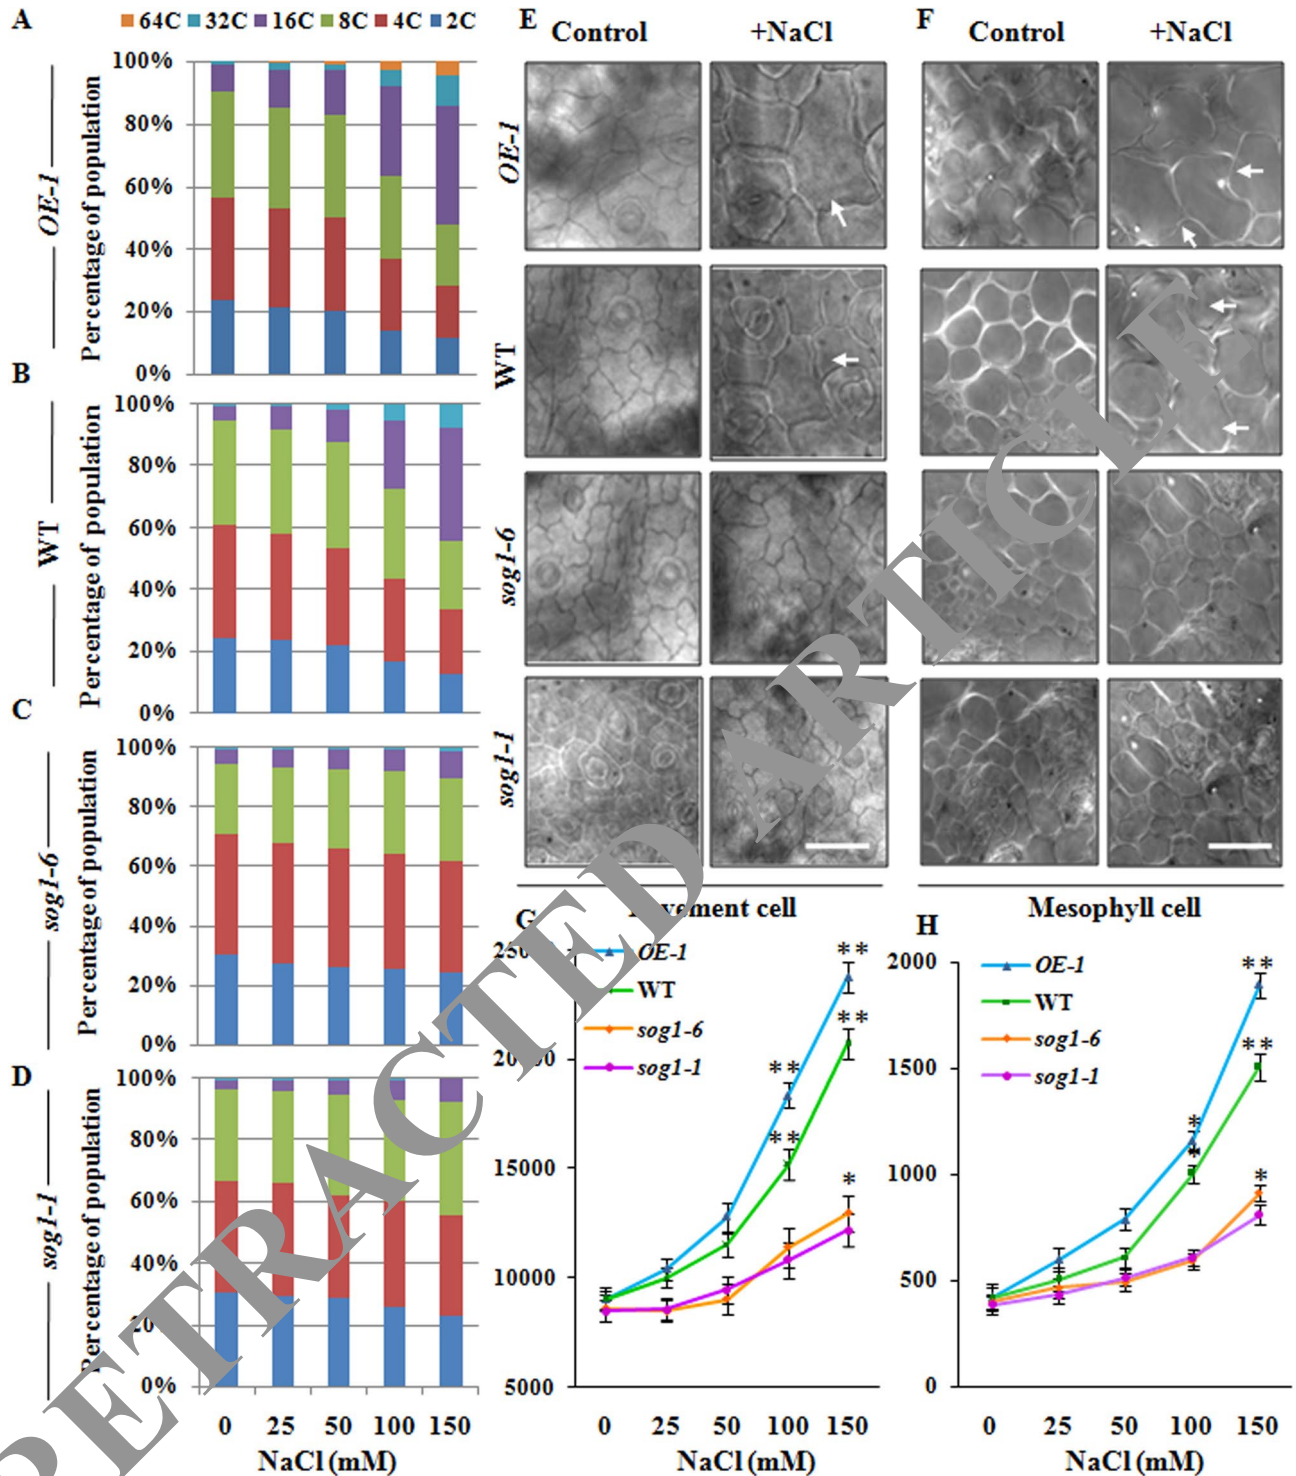 A
64C 32C 16C 8C 4C 2C
OE-1
Percentage of population
100%
80%
60%
40%
20%
0%
B
WT
Percentage of population
100%
80%
60%
40%
20%
0%
C
sog1-6
Percentage of population
100%
80%
60%
40%
20%
0%
D
sog1-1
Percentage of population
100%
80%
60%
40%
20%
0%
0 25 50 100 150
NaCl (mM)
E
Control +NaCl
OE-1
WT
sog1-6
sog1-1
F
Control +NaCl
cell
G
OE-1
WT
sog1-6
sog1-1
20000
15000
10000
5000
** ** ** ** *
0 25 50 100 150
NaCl (mM)
Mesophyll cell
H
OE-1
WT
sog1-6
sog1-1
2000
1500
1000
500
0
** ** * * *
0 25 50 100 150
NaCl (mM)
RETRACTED ARTICLE